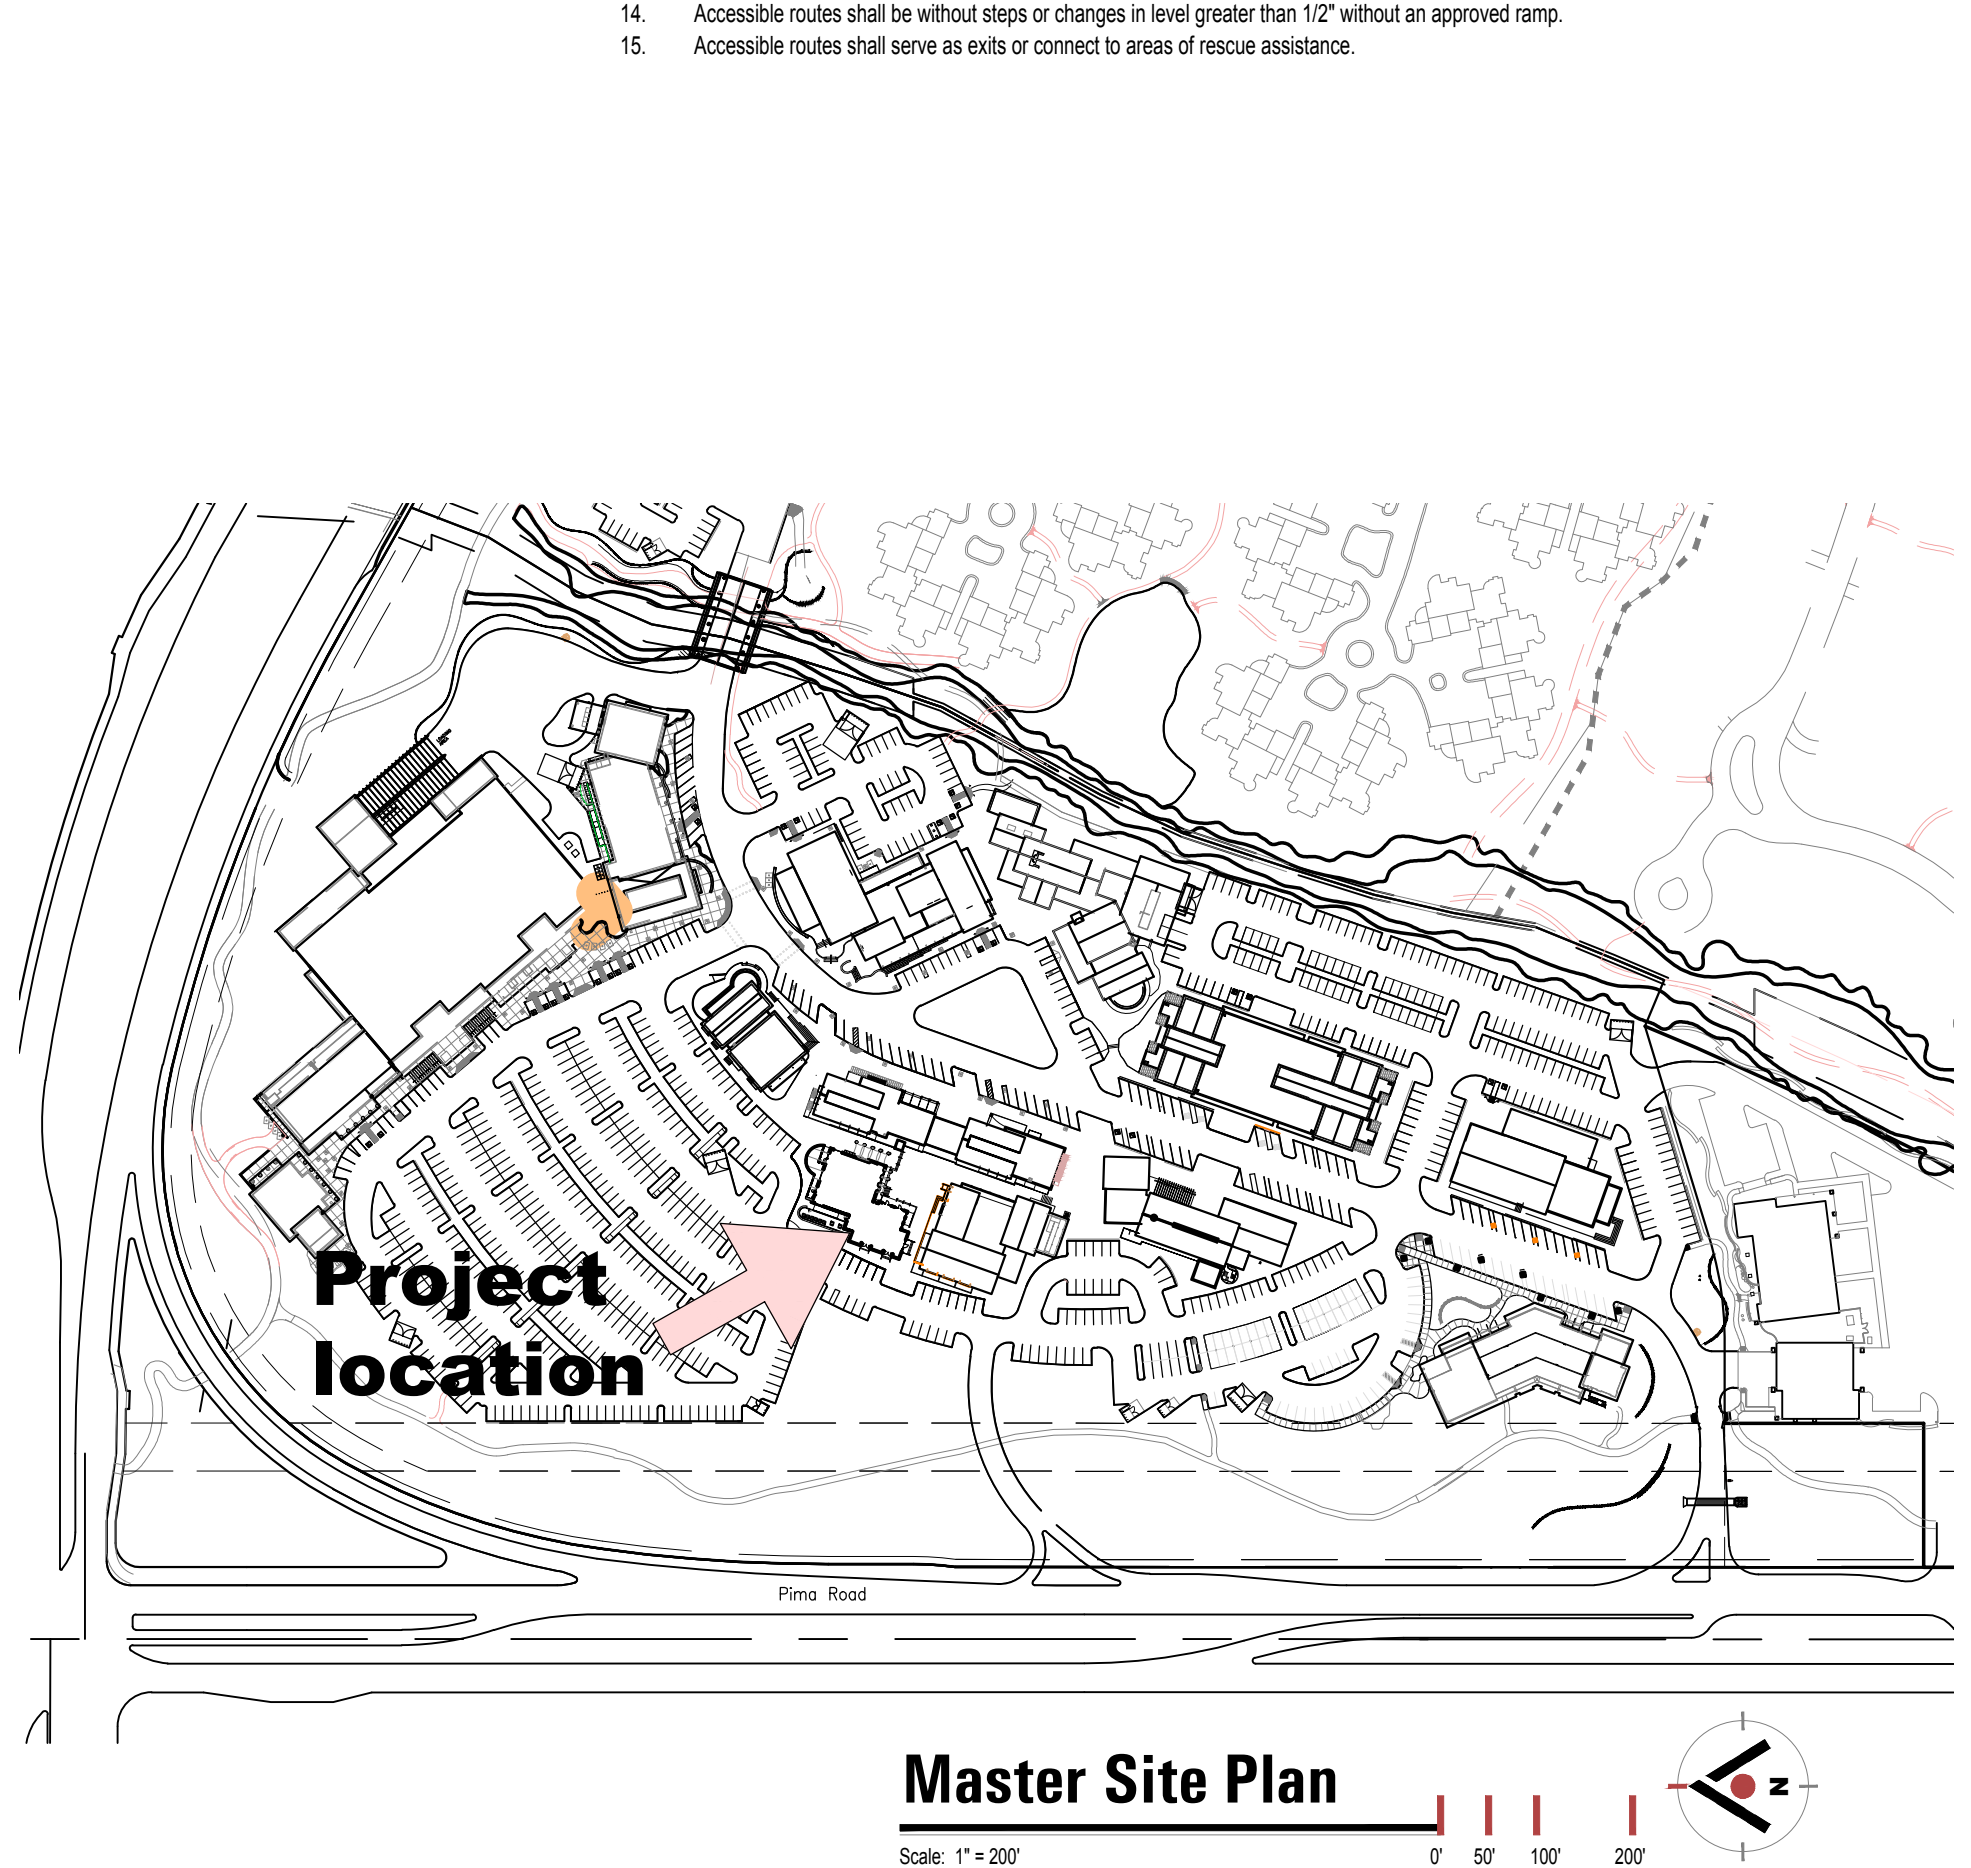 14. Accessible routes shall be without steps or changes in level greater than 1/2" without an approved ramp.
15. Accessible routes shall serve as exits or connect to areas of rescue assistance.
Project
location
Pima Road
Master Site Plan
N
Scale: 1" = 200'
0' 50' 100' 200'